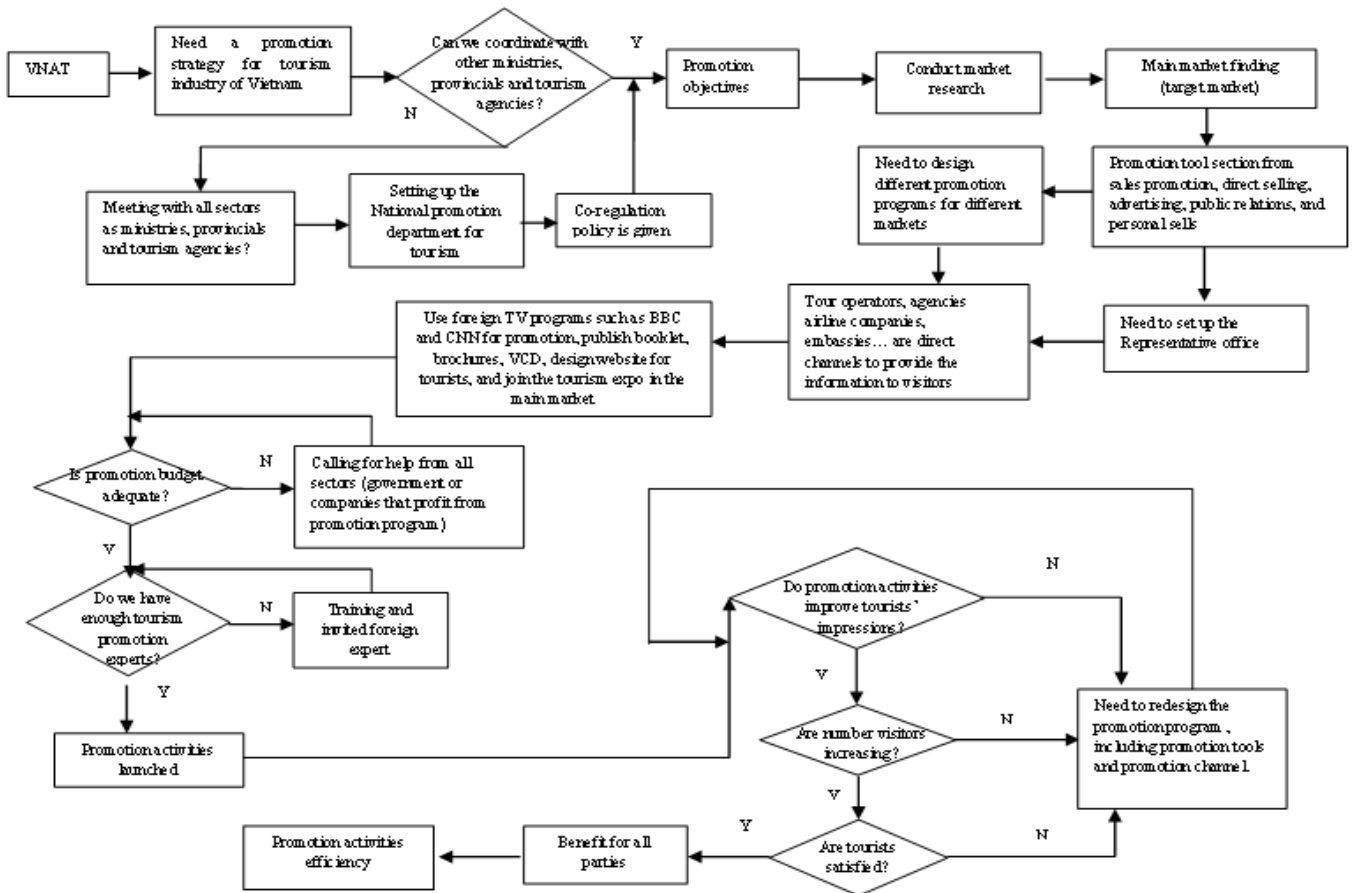 VNAT
Need a promotion
strategy for tourism
industry of Vietnam
Can we coordinate with
other ministries,
provincials and tourism
agencies?
Y
N
Promotion
objectives
Conduct market
research
Main market finding
(target market)
Meeting with all sectors
as ministries, provincials
and tourism agencies?
Setting up the
National promotion
department for
tourism
Co-regulation
policy is given
Need to design
different promotion
programs for different
markets
Promotion tool section from
sales promotion, direct selling,
advertising, public relations, and
personal sells
Use foreign TV programs such as BBC
and CNN for promotion, publish booklet,
brochures, VCD, design website for
tourists, and join the tourism expo in the
main market
Tour operators, agencies
airline companies,
embassies... are direct
channels to provide the
information to visitors
Need to set up the
Representative office
Is promotion budget
adequate?
N
Calling for help from all
sectors (government or
companies that profit from
promotion program)
Y
Do we have
enough tourism
promotion
experts?
N
Training and
invited foreign
expert
Y
Promotion activities
launched
Do promotion activities
improve tourists'
impressions?
N
Y
Are number visitors
increasing?
N
Need to redesign the
promotion program,
including promotion tools
and promotion channel.
Y
Are tourists
satisfied?
N
Y
Benefit for all
parties
Promotion activities
efficiency